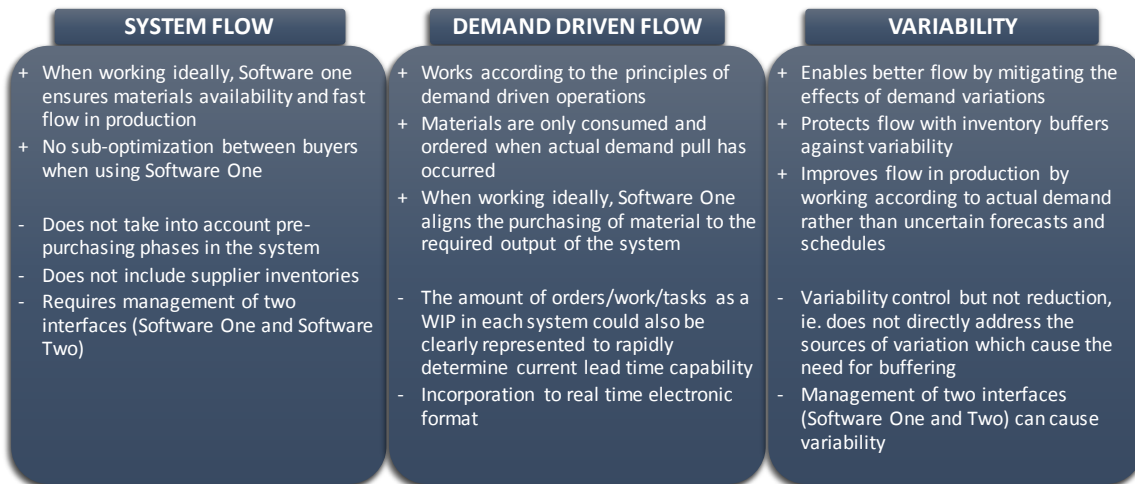 SYSTEM FLOW
+ When working ideally, Software one
ensures materials availability and fast
flow in production
+ No sub-optimization between buyers
when using Software One
- Does not take into account pre-
purchasing phases in the system
- Does not include supplier inventories
- Requires management of two
interfaces (Software One and Software
Two)
DEMAND DRIVEN FLOW
+ Works according to the principles of
demand driven operations
+ Materials are only consumed and
ordered when actual demand pull has
occurred
+ When working ideally, Software One
aligns the purchasing of material to the
required output of the system
- The amount of orders/work/tasks as a
WIP in each system could also be
clearly represented to rapidly
determine current lead time capability
- Incorporation to real time electronic
format
VARIABILITY
+ Enables better flow by mitigating the
effects of demand variations
+ Protects flow with inventory buffers
against variability
+ Improves flow in production by
working according to actual demand
rather than uncertain forecasts and
schedules
- Variability control but not reduction,
ie. does not directly address the
sources of variation which cause the
need for buffering
- Management of two interfaces
(Software One and Two) can cause
variability